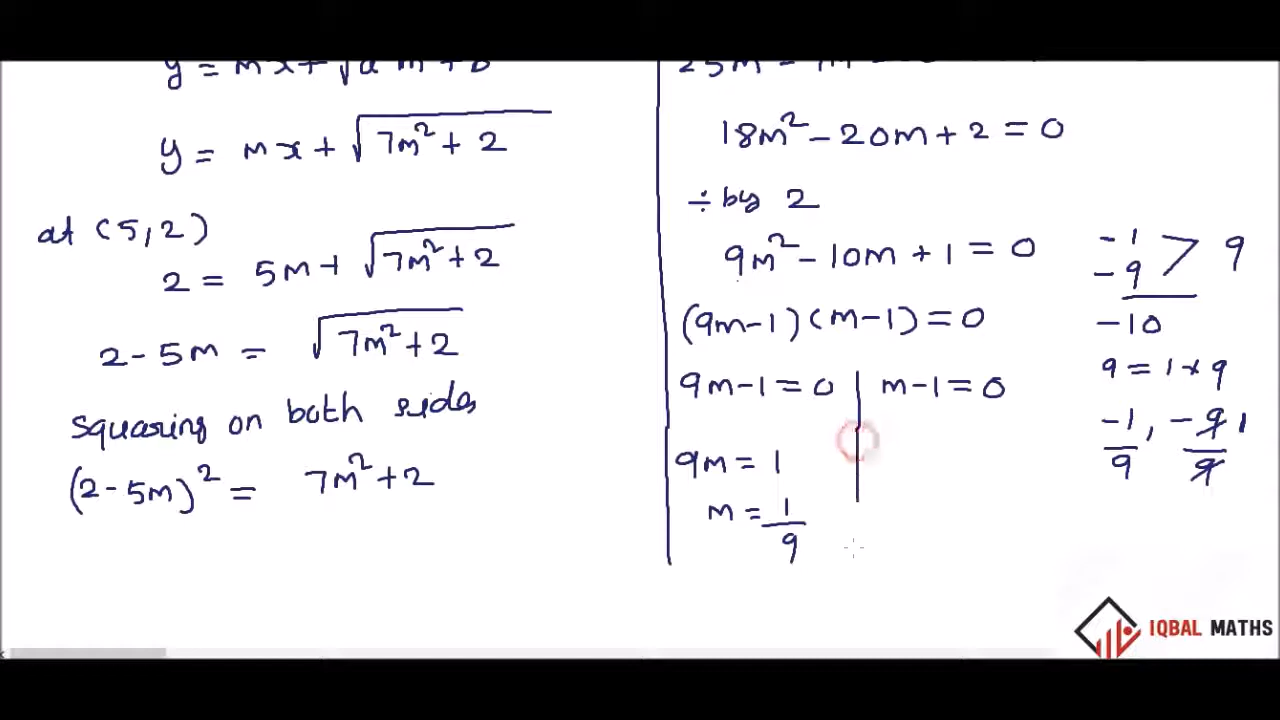 y = mx + √7m² + 2
at (5,2)
2 = 5m + √7m² + 2
2 - 5m = √7m² + 2
squaring on both sides
(2 - 5m)² = 7m² + 2
18m² - 20m + 2 = 0
÷ by 2
9m² - 10m + 1 = 0
(9m-1)(m-1) = 0
9m-1 = 0 | m-1 = 0
9m = 1
m = 1/9
-1
-9 > 9
-10
9 = 1 × 9
-1/9, -9/9,
IQBAL MATHS